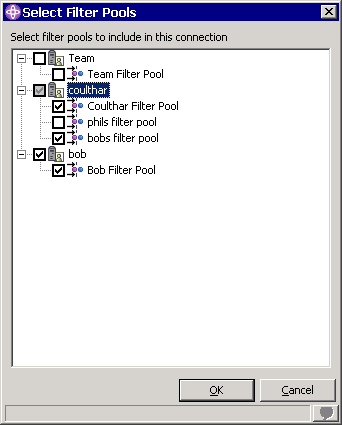 Select Filter Pools
Select filter pools to include in this connection
Team
Team Filter Pool
coulthar
Coulthar Filter Pool
phils filter pool
bobs filter pool
bob
Bob Filter Pool
OK
Cancel